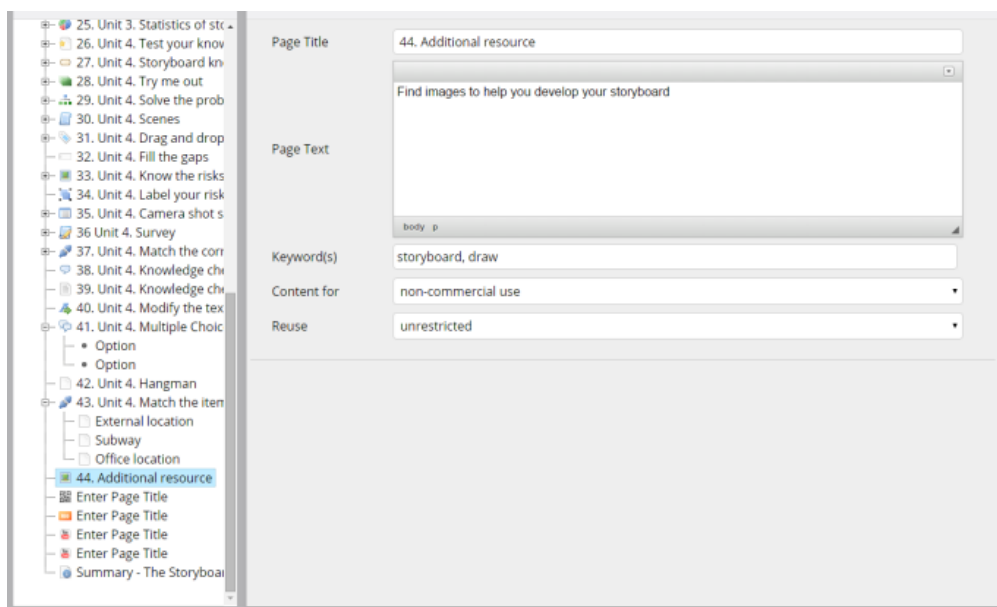 25. Unit 3. Statistics of stc
26. Unit 4. Test your know
27. Unit 4. Storyboard kn
28. Unit 4. Try me out
29. Unit 4. Solve the prob
30. Unit 4. Scenes
31. Unit 4. Drag and drop
32. Unit 4. Fill the gaps
33. Unit 4. Know the risks
34. Unit 4. Label your risk
35. Unit 4. Camera shot s
36 Unit 4. Survey
37. Unit 4. Match the corr
38. Unit 4. Knowledge che
39. Unit 4. Knowledge che
40. Unit 4. Modify the tex
41. Unit 4. Multiple Choic
Option
Option
42. Unit 4. Hangman
43. Unit 4. Match the item
External location
Subway
Office location
44. Additional resource
Enter Page Title
Enter Page Title
Enter Page Title
Enter Page Title
Summary - The Storyboar
Page Title
44. Additional resource
Find images to help you develop your storyboard
Page Text
body p
Keyword(s)
storyboard, draw
Content for
non-commercial use
Reuse
unrestricted